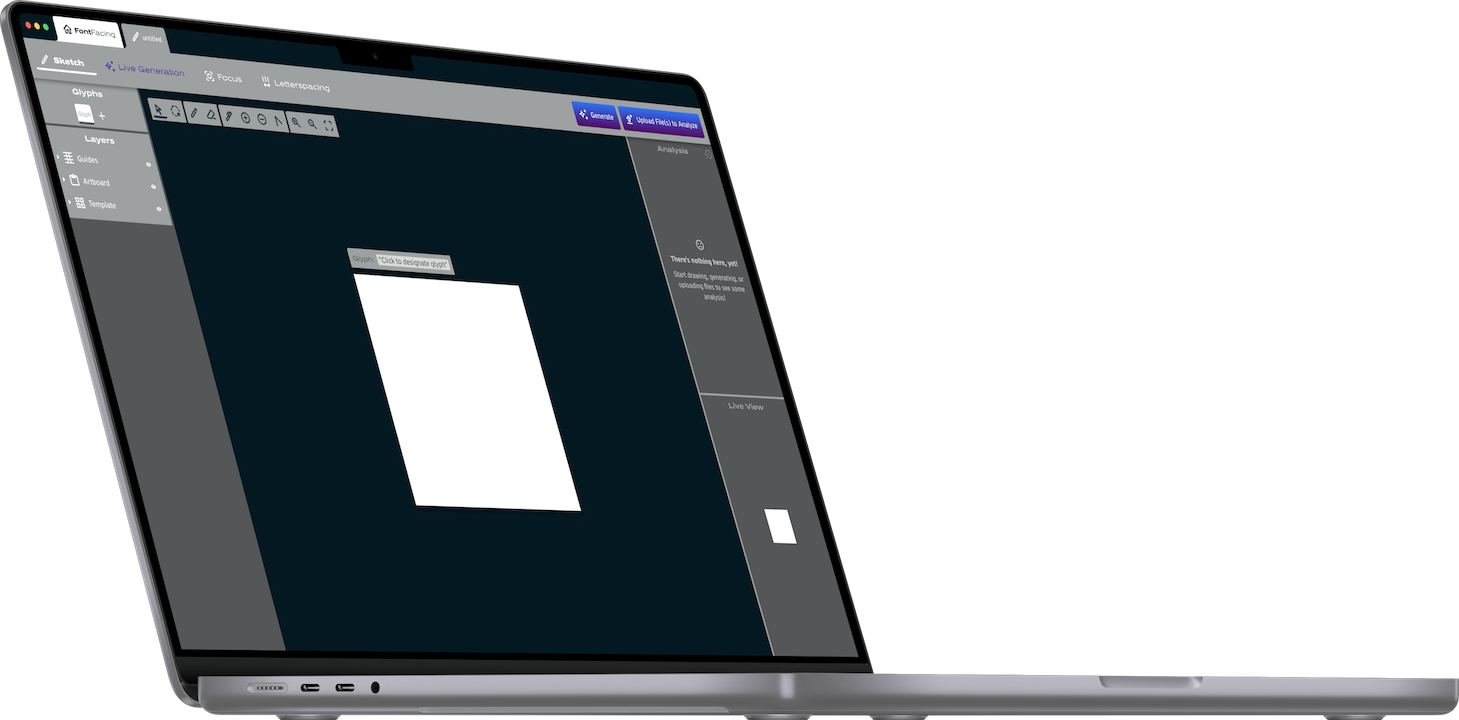 FontFacing
untitled
Sketch
Live Generation
Focus
Letterspacing
Glyphs
Glyph
Layers
Guides
Artboard
Template
Generate
Upload File(s) to Analyze
Glyph: "Click to designate glyph"
Analysis
There's nothing here, yet!
Start drawing, generating, or
uploading files to see some
analysis!
Live View